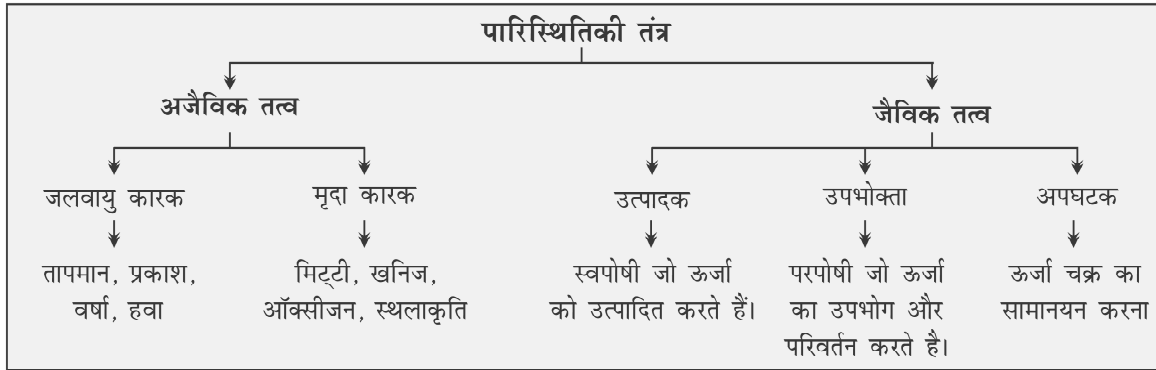 पारिस्थितिकी तंत्र
अजैविक तत्व
जैविक तत्व
जलवायु कारक
मृदा कारक
उत्पादक
उपभोक्ता
अपघटक
तापमान, प्रकाश,
वर्षा, हवा
मिट्टी, खनिज,
ऑक्सीजन, स्थलाकृति
स्वपोषी जो ऊर्जा
को उत्पादित करते हैं।
परपोषी जो ऊर्जा
का उपभोग और
परिवर्तन करते है।
ऊर्जा चक्र का
सामानयन करना